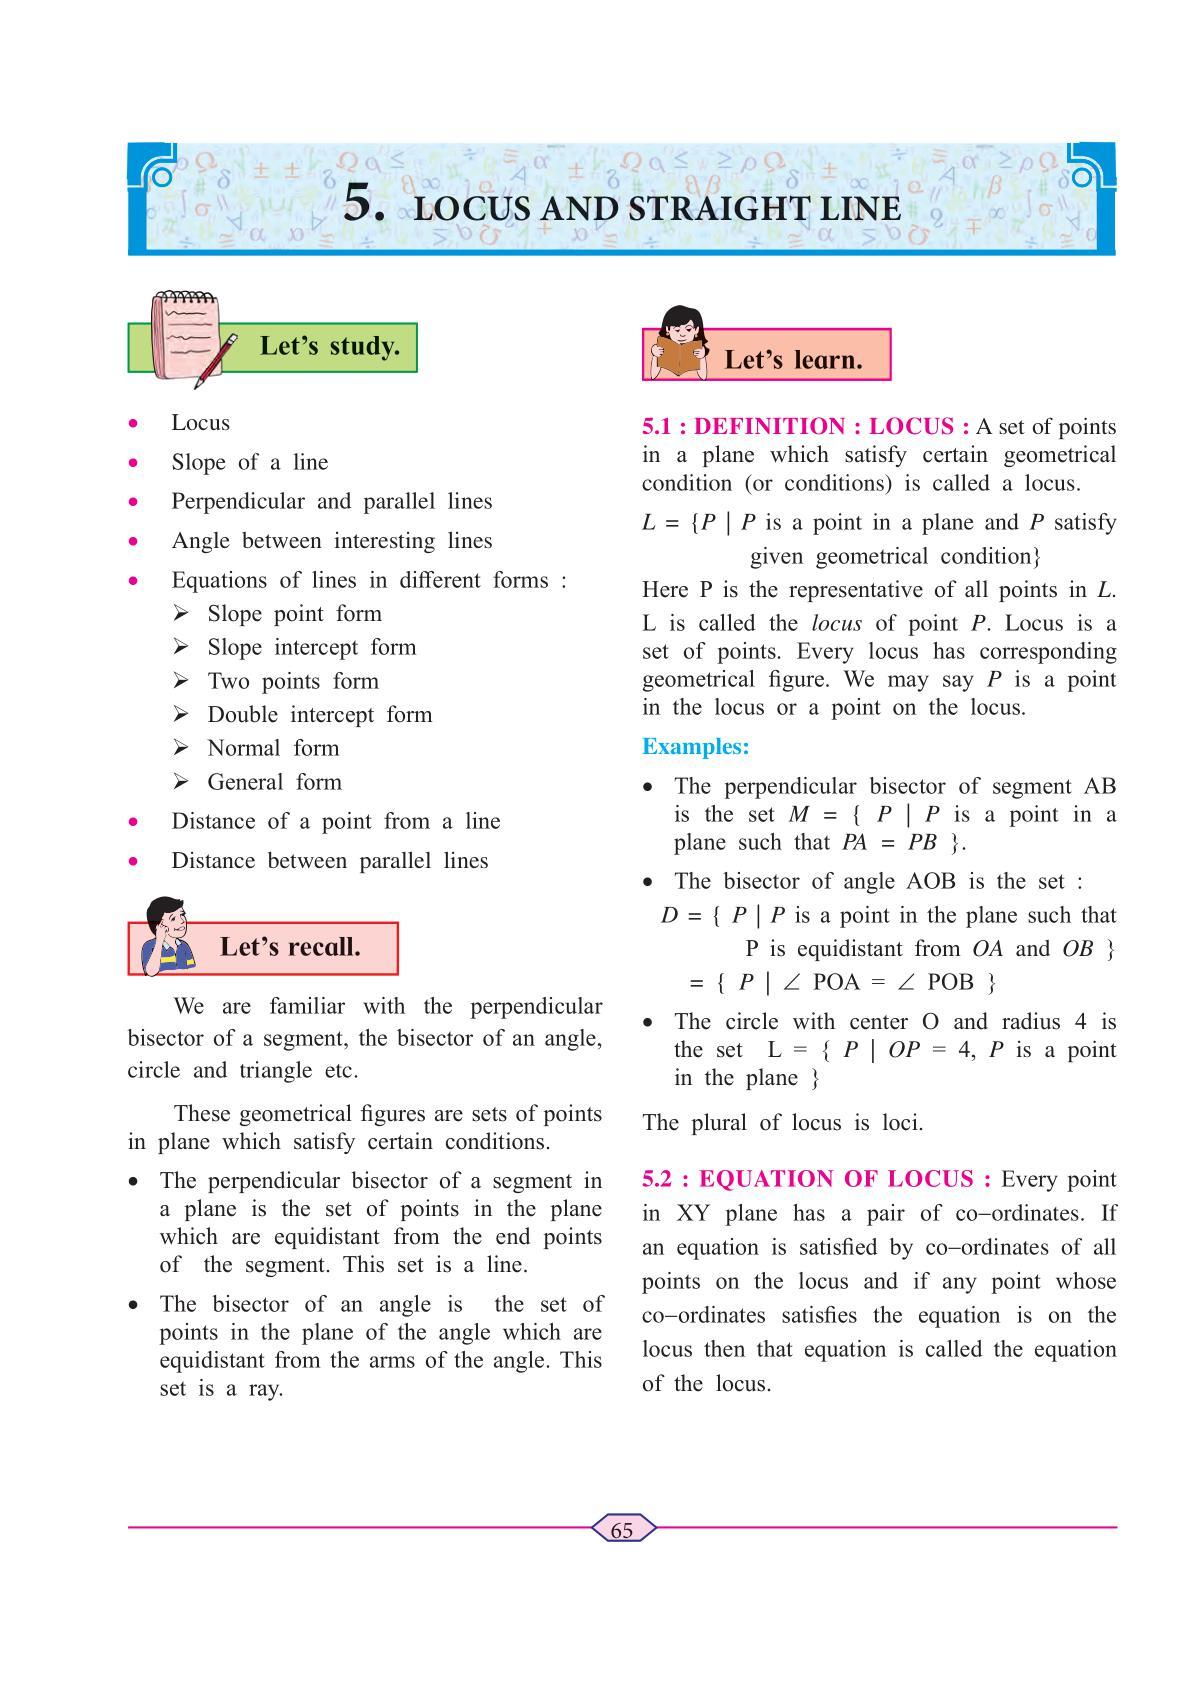 5. LOCUS AND STRAIGHT LINE
Let's study.
• Locus
• Slope of a line
• Perpendicular and parallel lines
• Angle between interesting lines
• Equations of lines in different forms :
➢ Slope point form
➢ Slope intercept form
➢ Two points form
➢ Double intercept form
➢ Normal form
➢ General form
• Distance of a point from a line
• Distance between parallel lines
Let's recall.
We are familiar with the perpendicular
bisector of a segment, the bisector of an angle,
circle and triangle etc.
These geometrical figures are sets of points
in plane which satisfy certain conditions.
• The perpendicular bisector of a segment in
a plane is the set of points in the plane
which are equidistant from the end points
of the segment. This set is a line.
• The bisector of an angle is the set of
points in the plane of the angle which are
equidistant from the arms of the angle. This
set is a ray.
Let's learn.
5.1 : DEFINITION : LOCUS : A set of points
in a plane which satisfy certain geometrical
condition (or conditions) is called a locus.
L = {P | P is a point in a plane and P satisfy
given geometrical condition}
Here P is the representative of all points in L.
L is called the locus of point P. Locus is a
set of points. Every locus has corresponding
geometrical figure. We may say P is a point
in the locus or a point on the locus.
Examples:
• The perpendicular bisector of segment AB
is the set M = { P | P is a point in a
plane such that PA = PB }.
• The bisector of angle AOB is the set :
D = { P | P is a point in the plane such that
P is equidistant from OA and OB }
= { P | ∠ POA = ∠ POB }
• The circle with center O and radius 4 is
the set L = { P | OP = 4, P is a point
in the plane }
The plural of locus is loci.
5.2 : EQUATION OF LOCUS : Every point
in XY plane has a pair of co–ordinates. If
an equation is satisfied by co–ordinates of all
points on the locus and if any point whose
co–ordinates satisfies the equation is on the
locus then that equation is called the equation
of the locus.
65